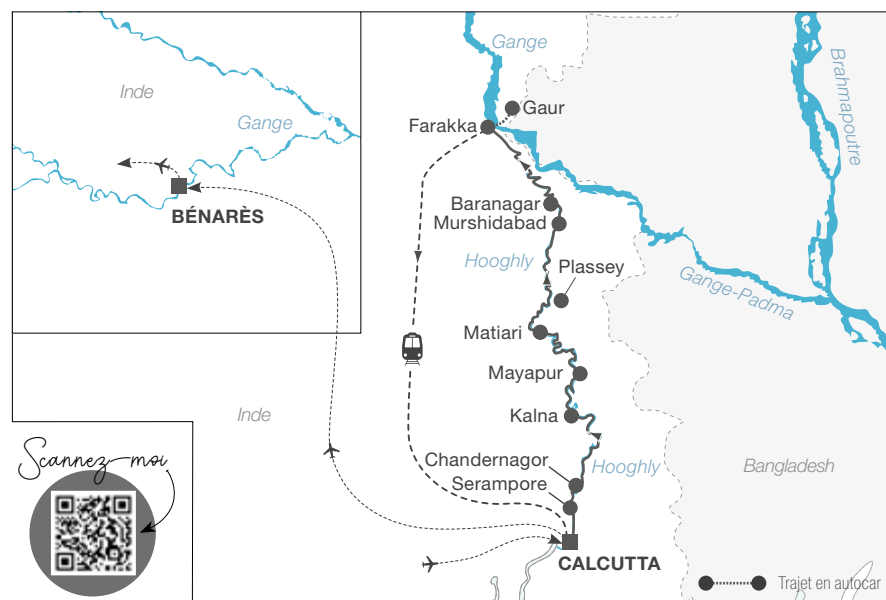 Inde
Gange
BÉNARÈS
Gange
Gaur
Farakka
Brahmapoutre
Baranagar
Murshidabad
Hooghly
Plassey
Gange-Padma
Matiari
Mayapur
Inde
Kalna
Scannez-moi
Chandernagor
Hooghly
Bangladesh
Serampore
CALCUTTA
Trajet en autocar